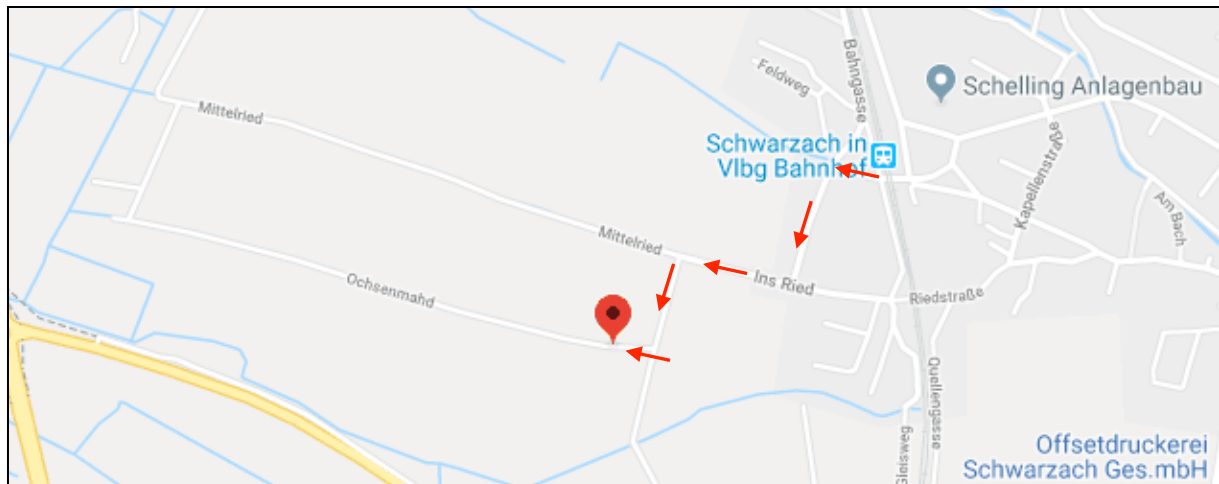 Mittelried
Feldweg
Bahngasse
Schelling Anlagenbau
Schwarzach in
Vlbg Bahnhof
Kapellenstraße
Am Bach
Mittelried
Ins Ried
Riedstraße
Ochsenmahd
Quellengasse
Offsetdruckerei
Schwarzach Ges.mbH